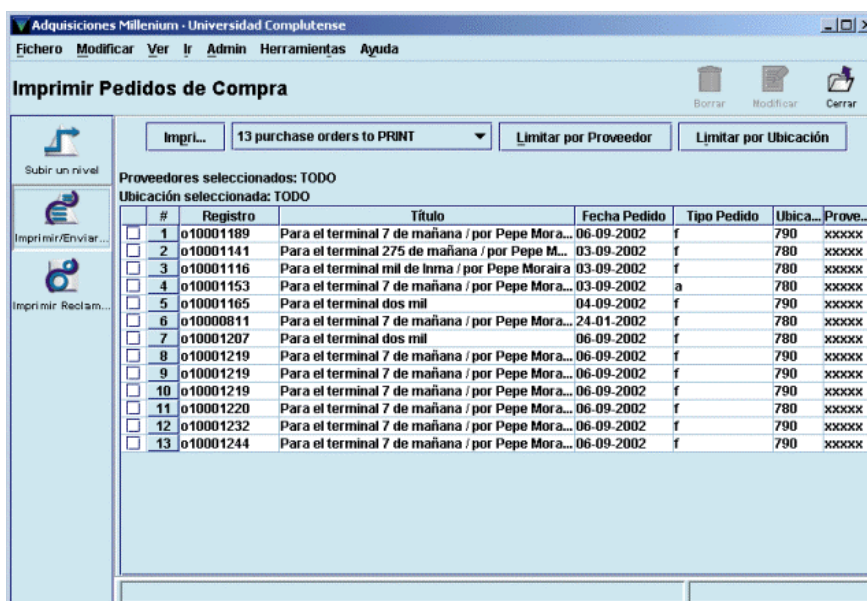 Adquisiciones Millenium - Universidad Complutense
Fichero Modificar Ver Ir Admin Herramientas Ayuda
Imprimir Pedidos de Compra
Borrar Modificar Cerrar
Subir un nivel
Imprimir/Enviar...
Imprimir Reclam...
Impri... 13 purchase orders to PRINT Limitar por Proveedor Limitar por Ubicación
Proveedores seleccionados: TODO
Ubicación seleccionada: TODO
# Registro Título Fecha Pedido Tipo Pedido Ubica... Prove...
1 o10001189 Para el terminal 7 de mañana / por Pepe Mora... 06-09-2002 f 790 xxxxx
2 o10001141 Para el terminal 275 de mañana / por Pepe M... 03-09-2002 f 780 xxxxx
3 o10001116 Para el terminal mil de Inma / por Pepe Moraira 03-09-2002 f 780 xxxxx
4 o10001153 Para el terminal 7 de mañana / por Pepe Mora... 03-09-2002 a 780 xxxxx
5 o10001165 Para el terminal dos mil 04-09-2002 f 790 xxxxx
6 o10000811 Para el terminal 7 de mañana / por Pepe Mora... 24-01-2002 f 780 xxxxx
7 o10001207 Para el terminal dos mil 06-09-2002 f 780 xxxxx
8 o10001219 Para el terminal 7 de mañana / por Pepe Mora... 06-09-2002 f 790 xxxxx
9 o10001219 Para el terminal 7 de mañana / por Pepe Mora... 06-09-2002 f 790 xxxxx
10 o10001219 Para el terminal 7 de mañana / por Pepe Mora... 06-09-2002 f 790 xxxxx
11 o10001220 Para el terminal 7 de mañana / por Pepe Mora... 06-09-2002 f 780 xxxxx
12 o10001232 Para el terminal 7 de mañana / por Pepe Mora... 06-09-2002 f 790 xxxxx
13 o10001244 Para el terminal 7 de mañana / por Pepe Mora... 06-09-2002 f 790 xxxxx